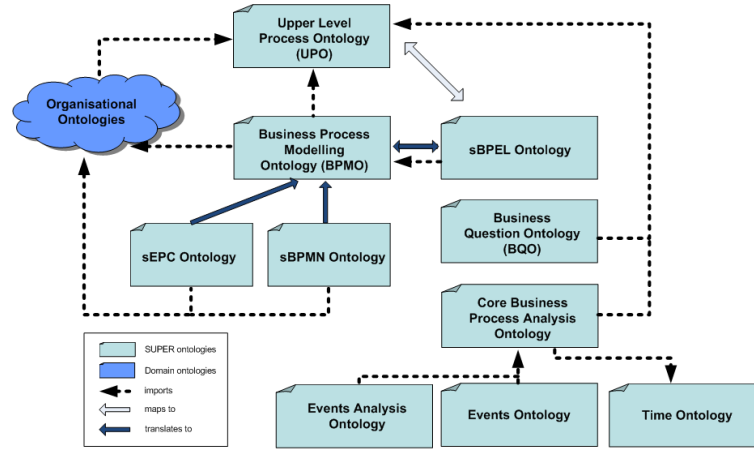 Upper Level
Process Ontology
(UPO)
Organisational
Ontologies
Business Process
Modelling
Ontology (BPMO)
sBPEL Ontology
Business
Question Ontology
(BQO)
sEPC Ontology
sBPMN Ontology
Core Business
Process Analysis
Ontology
SUPER ontologies
Domain ontologies
imports
maps to
translates to
Events Analysis
Ontology
Events Ontology
Time Ontology